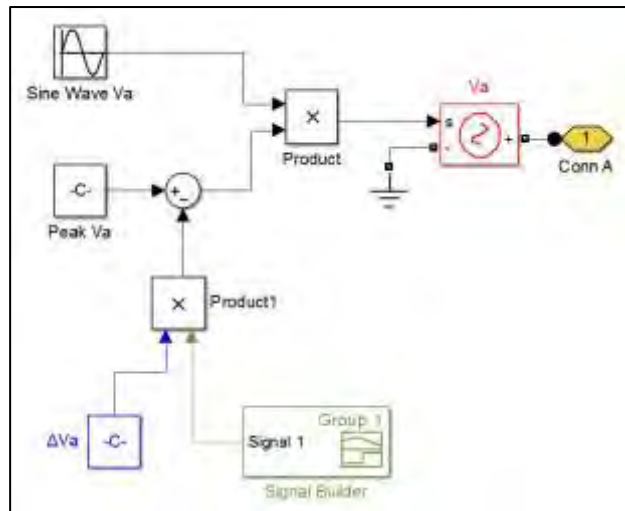 Sine Wave Va
×
Product
Va
s
+
-
1
Conn A
-C-
Peak Va
+
-
×
Product1
ΔVa
-C-
Group 1
Signal 1
Signal Builder